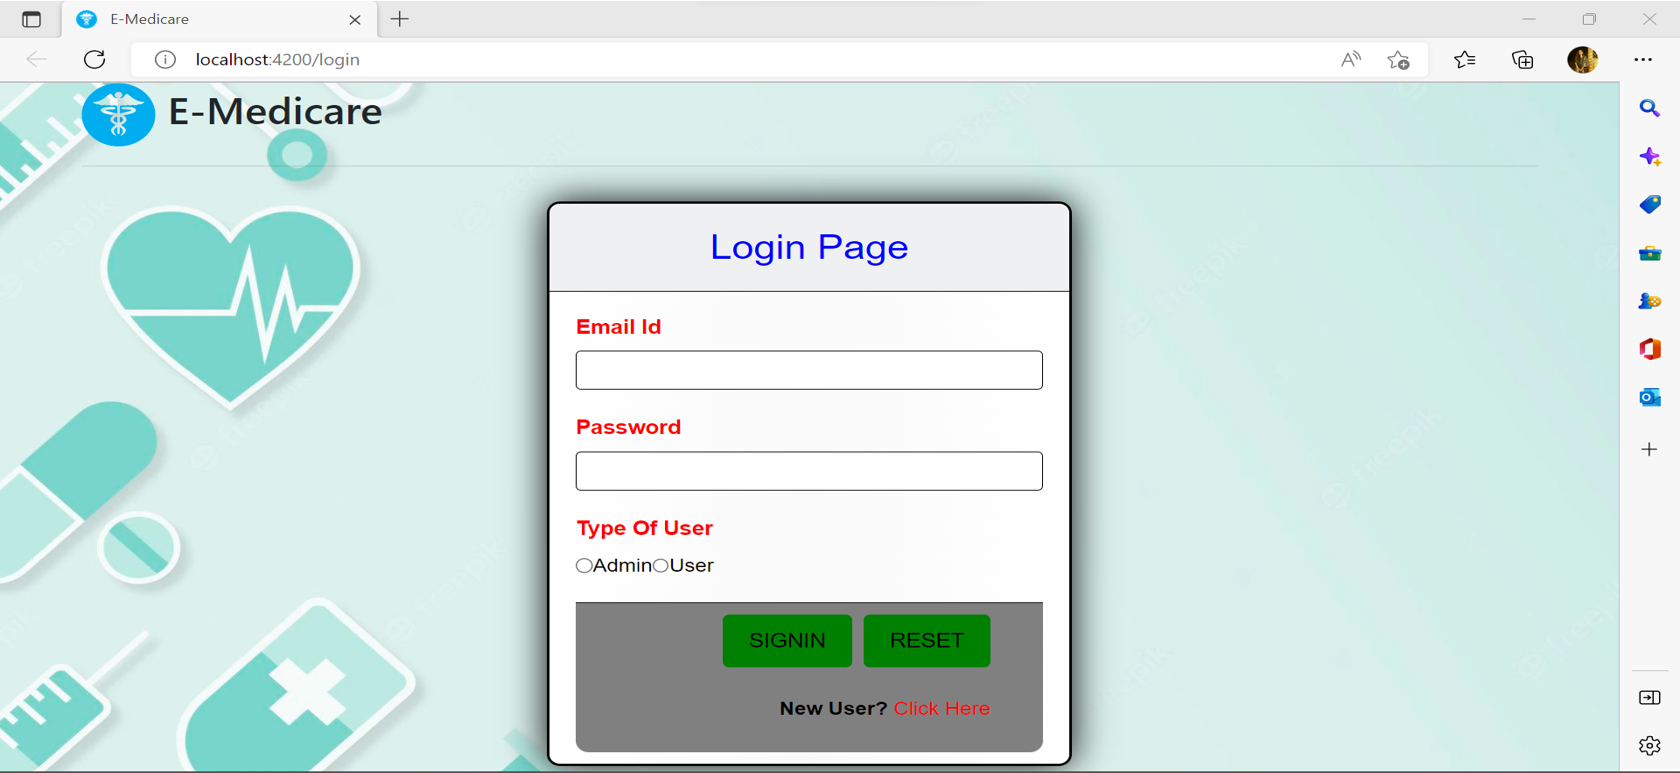 E-Medicare
localhost:4200/login
E-Medicare
Login Page
Email Id
Password
Type Of User
Admin User
SIGNIN RESET
New User? Click Here